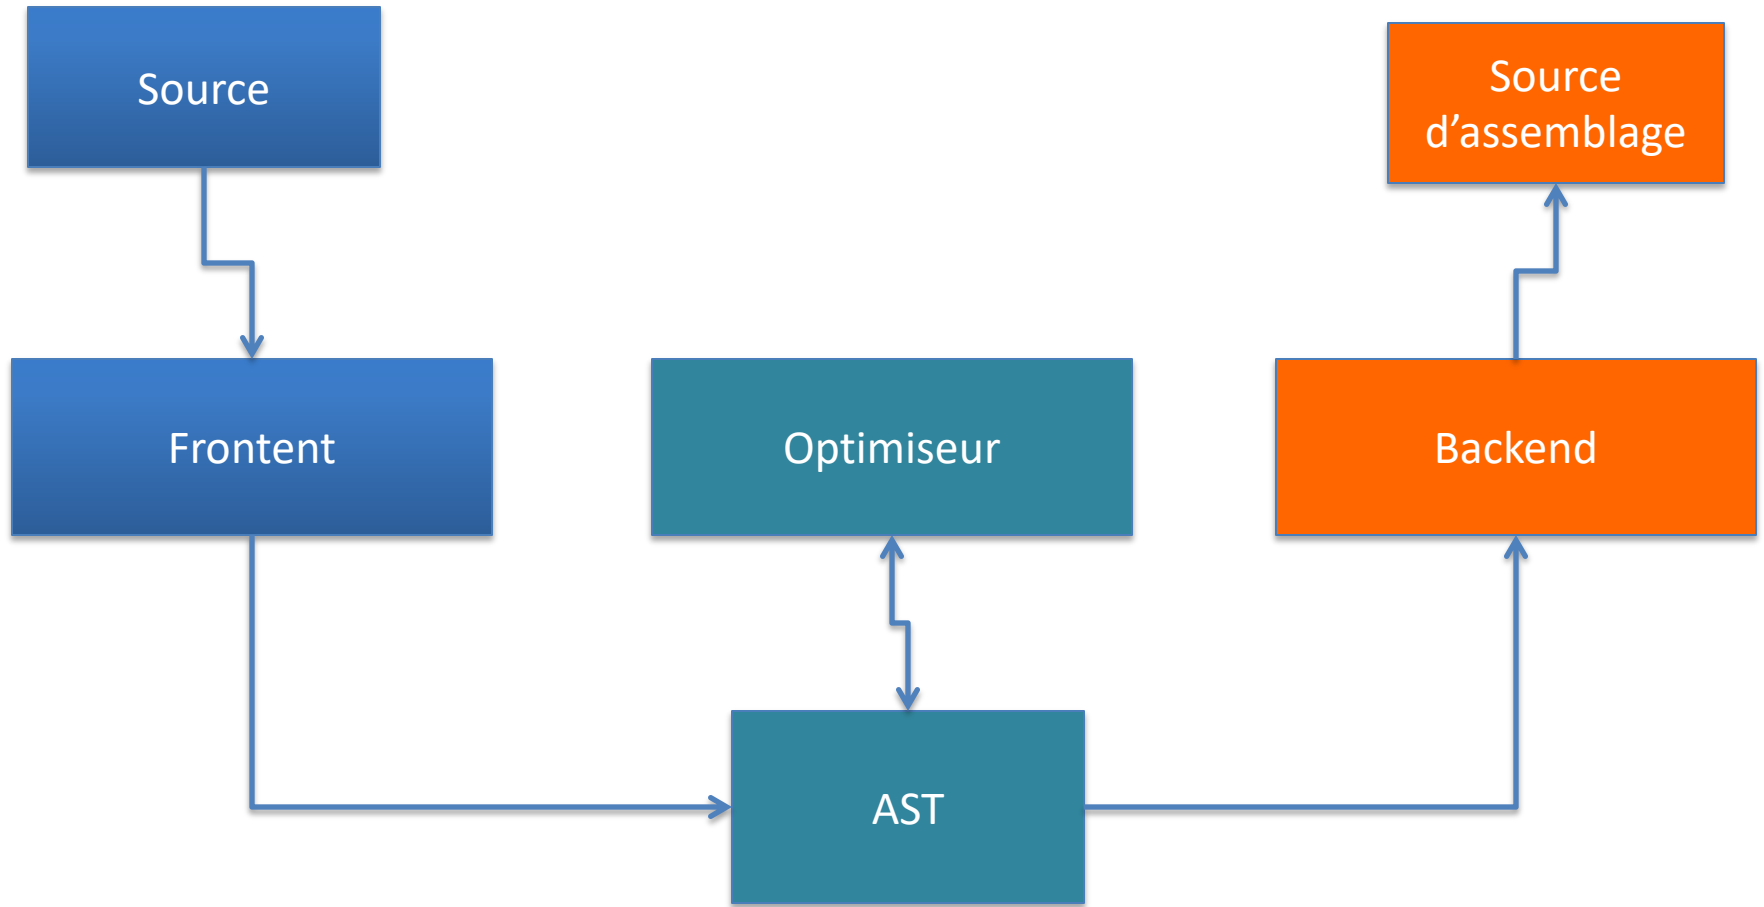 Source
Source
d’assemblage
Frontent
Optimiseur
Backend
AST